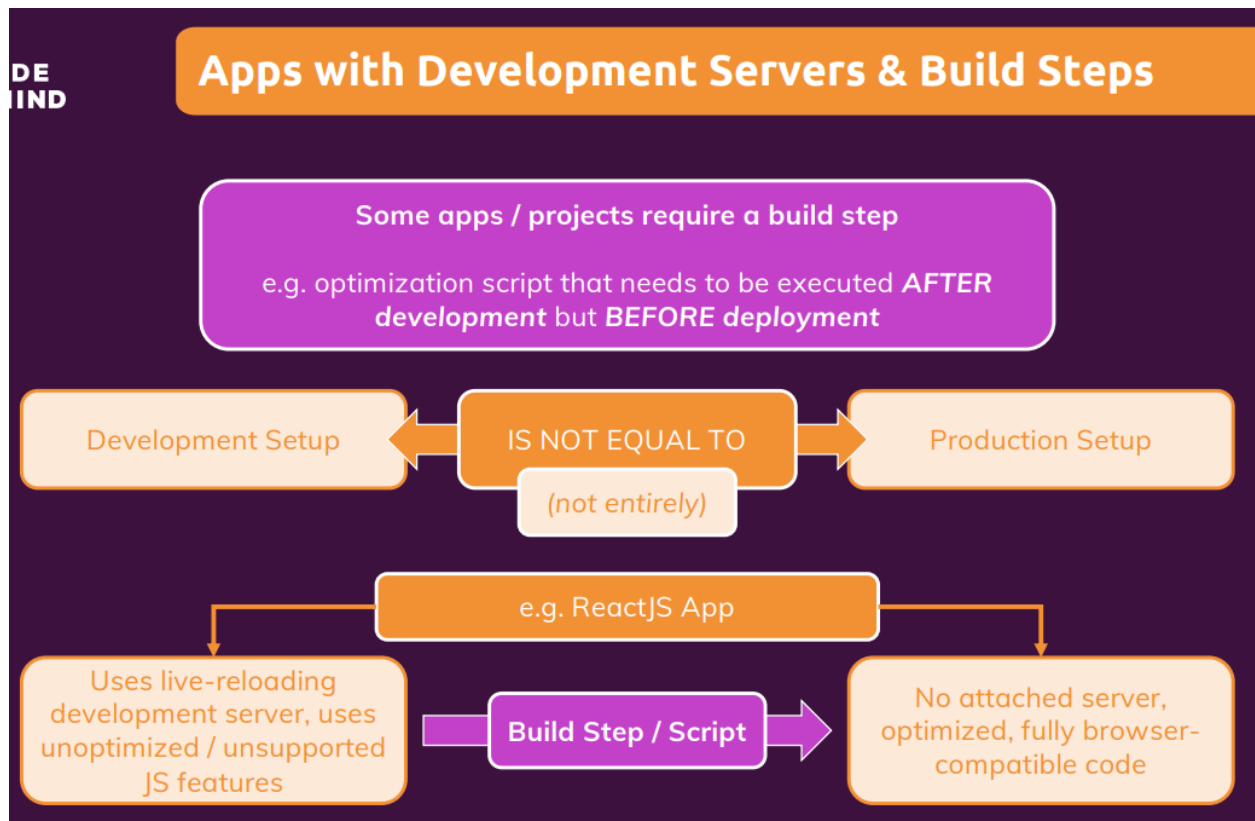 DE
IIND
Apps with Development Servers & Build Steps
Some apps / projects require a build step
e.g. optimization script that needs to be executed AFTER
development but BEFORE deployment
Development Setup
IS NOT EQUAL TO
(not entirely)
Production Setup
e.g. ReactJS App
Uses live-reloading
development server, uses
unoptimized / unsupported
JS features
Build Step / Script
No attached server,
optimized, fully browser-
compatible code